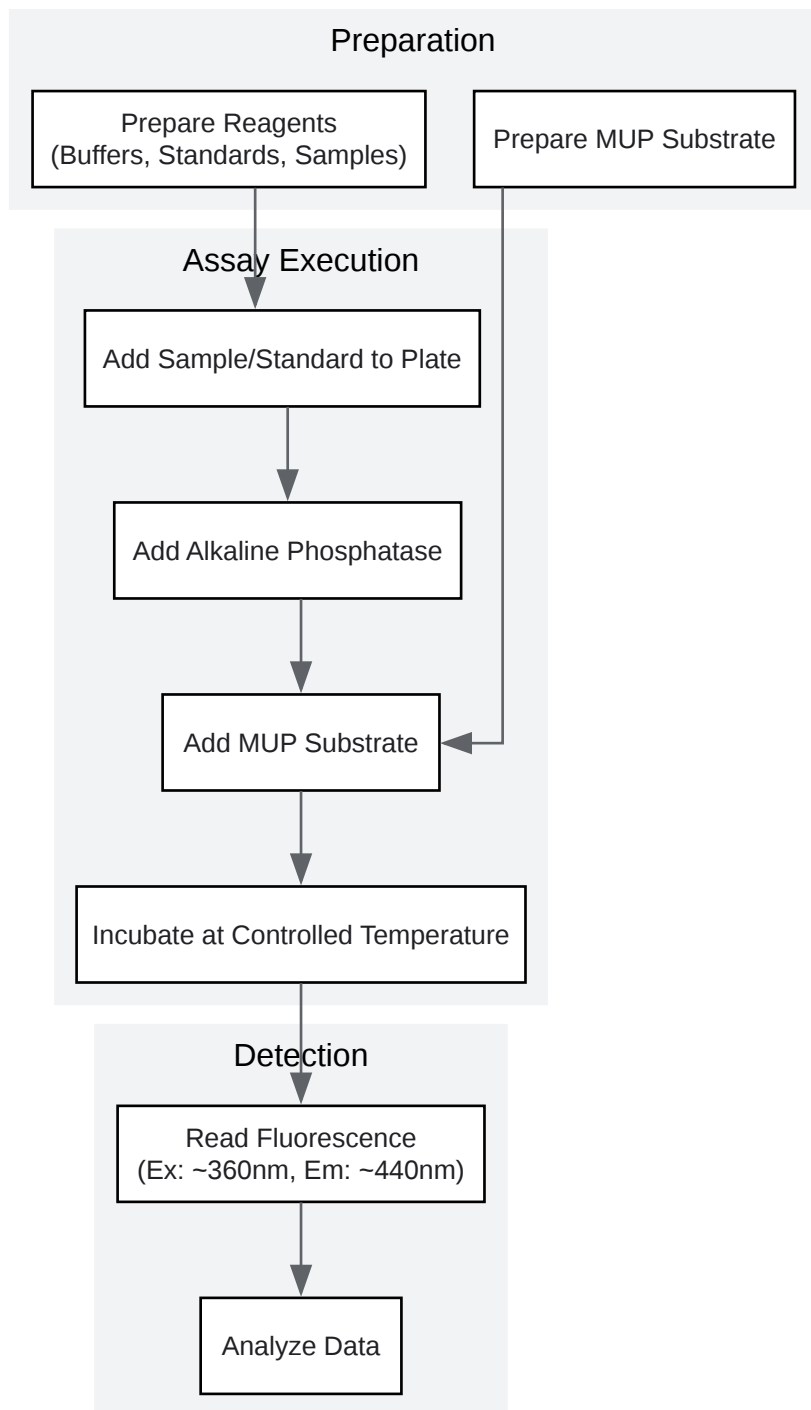 Preparation
Prepare Reagents
(Buffers, Standards, Samples)
Prepare MUP Substrate
Assay Execution
Add Sample/Standard to Plate
Add Alkaline Phosphatase
Add MUP Substrate
Incubate at Controlled Temperature
Detection
Read Fluorescence
(Ex: ~360nm, Em: ~440nm)
Analyze Data